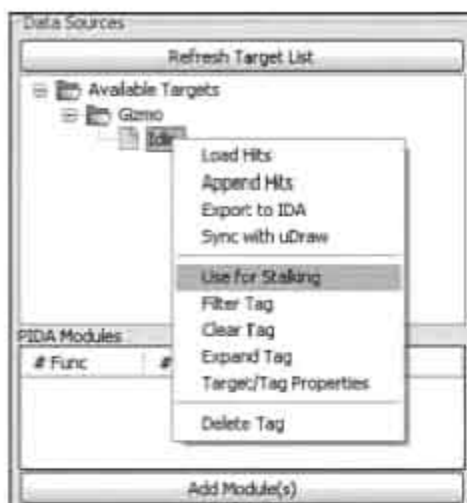 Data Sources
Refresh Target List
Available Targets
Gizmo
Idle
Load Hits
Append Hits
Export to IDA
Sync with uDraw
Use for Stalking
Filter Tag
Clear Tag
Expand Tag
Target/Tag Properties
Delete Tag
PIDA Modules
# Func #
Add Module(s)